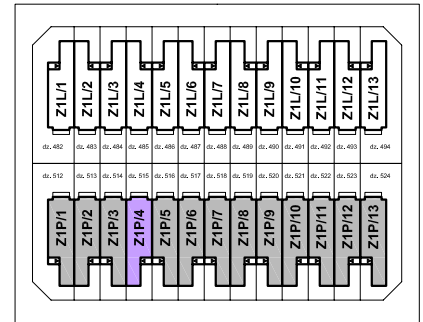 Z1L/1 Z1L/2 Z1L/3 Z1L/4 Z1L/5 Z1L/6 Z1L/7 Z1L/8 Z1L/9 Z1L/10 Z1L/11 Z1L/12 Z1L/13
dz. 482 dz. 483 dz. 484 dz. 485 dz. 486 dz. 487 dz. 488 dz. 489 dz. 490 dz. 491 dz. 492 dz. 493 dz. 494
dz. 512 dz. 513 dz. 514 dz. 515 dz. 516 dz. 517 dz. 518 dz. 519 dz. 520 dz. 521 dz. 522 dz. 523 dz. 524
Z1P/1 Z1P/2 Z1P/3 Z1P/4 Z1P/5 Z1P/6 Z1P/7 Z1P/8 Z1P/9 Z1P/10 Z1P/11 Z1P/12 Z1P/13